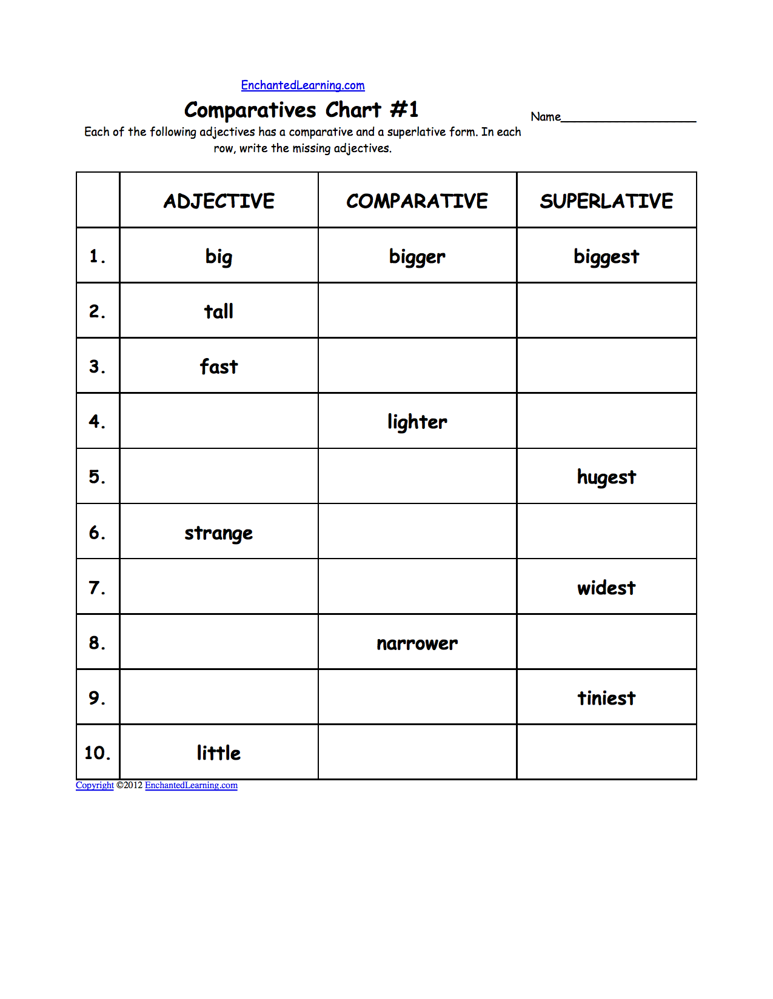 EnchantedLearning.com
Comparatives Chart #1
Name
Each of the following adjectives has a comparative and a superlative form. In each
row, write the missing adjectives.
ADJECTIVE COMPARATIVE SUPERLATIVE
1. big bigger biggest
2. tall
3. fast
4. lighter
5. hugest
6. strange
7. widest
8. narrower
9. tiniest
10. little
Copyright ©2012 EnchantedLearning.com